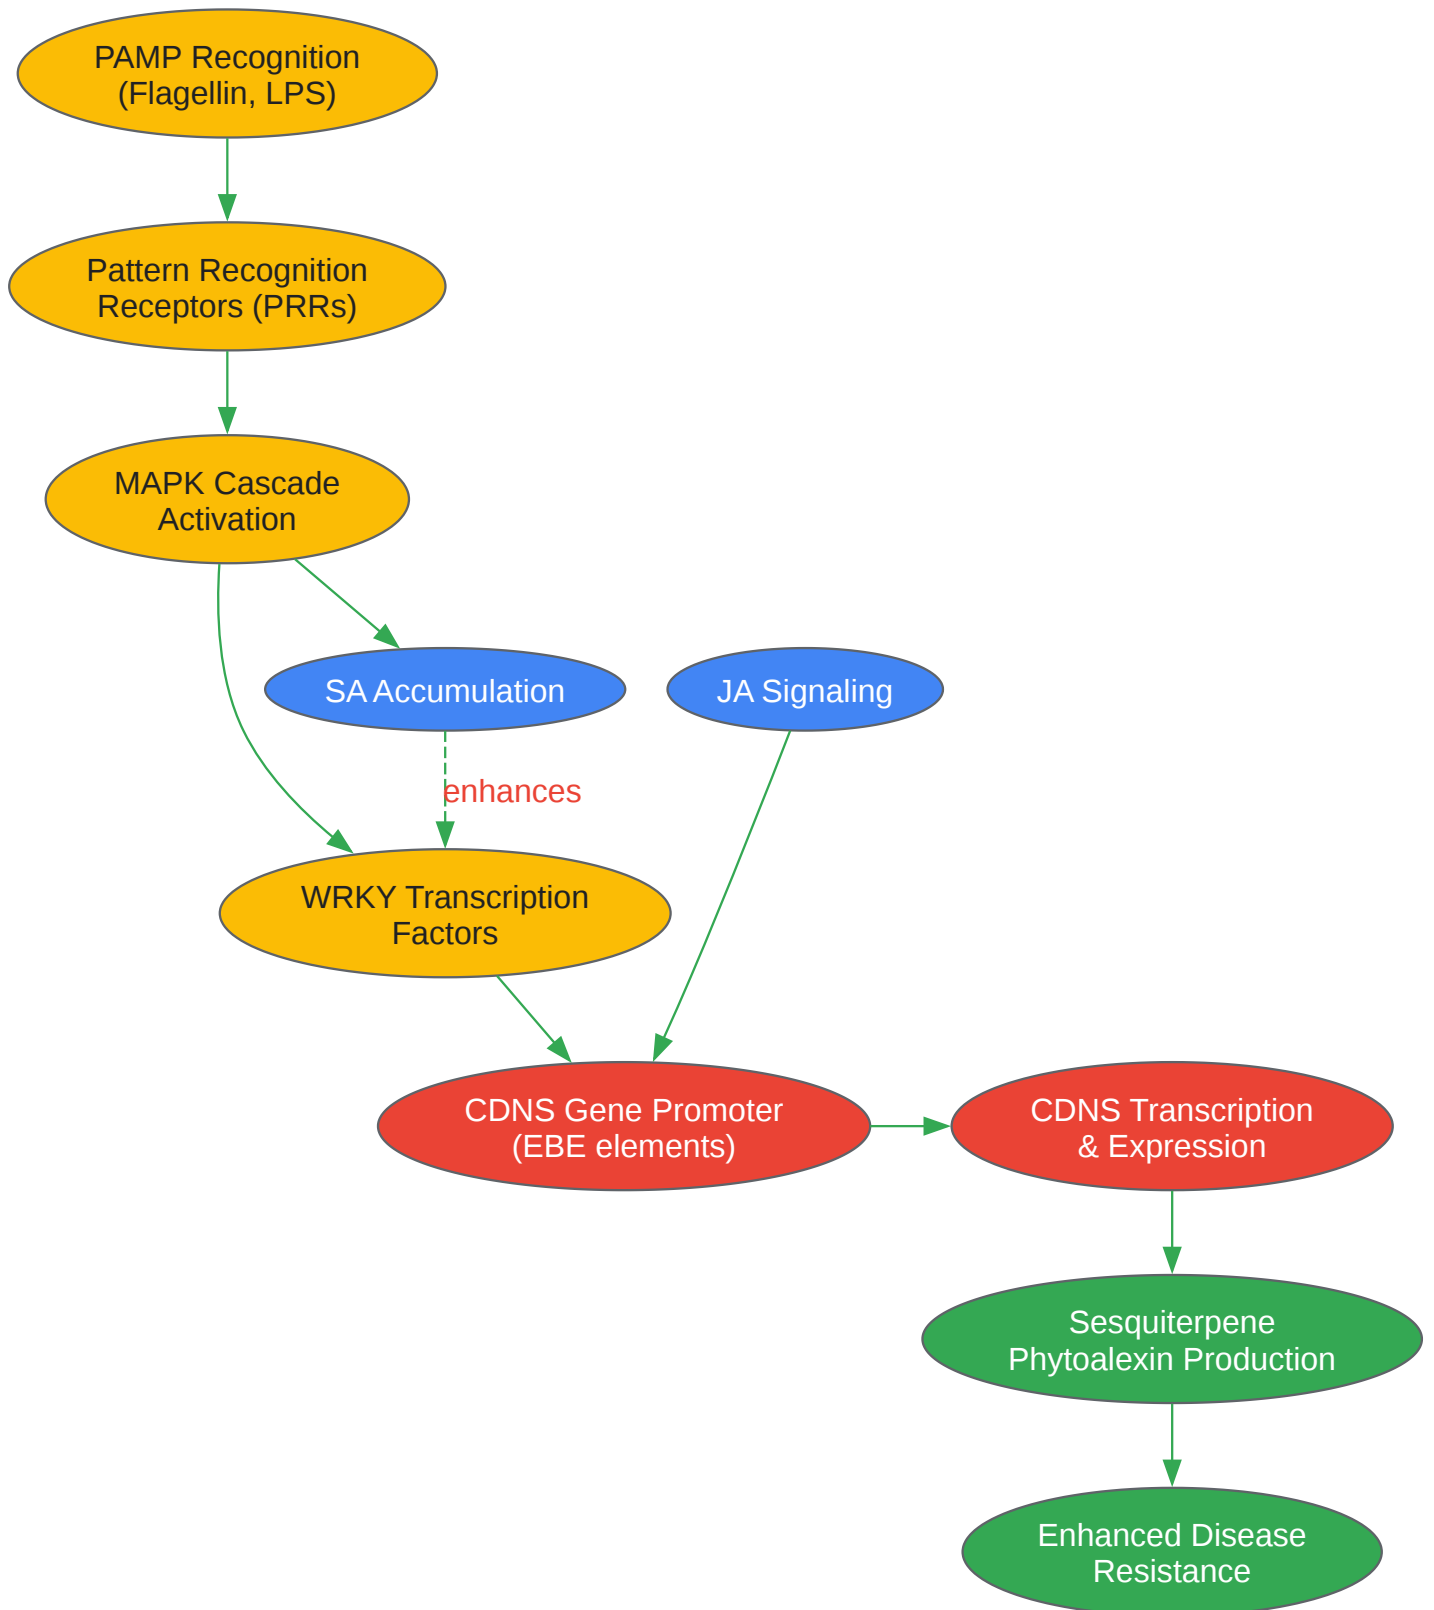 PAMP Recognition
(Flagellin, LPS)
Pattern Recognition
Receptors (PRRs)
MAPK Cascade
Activation
SA Accumulation
JA Signaling
enhances
WRKY Transcription
Factors
CDNS Gene Promoter
(EBE elements)
CDNS Transcription
& Expression
Sesquiterpene
Phytoalexin Production
Enhanced Disease
Resistance